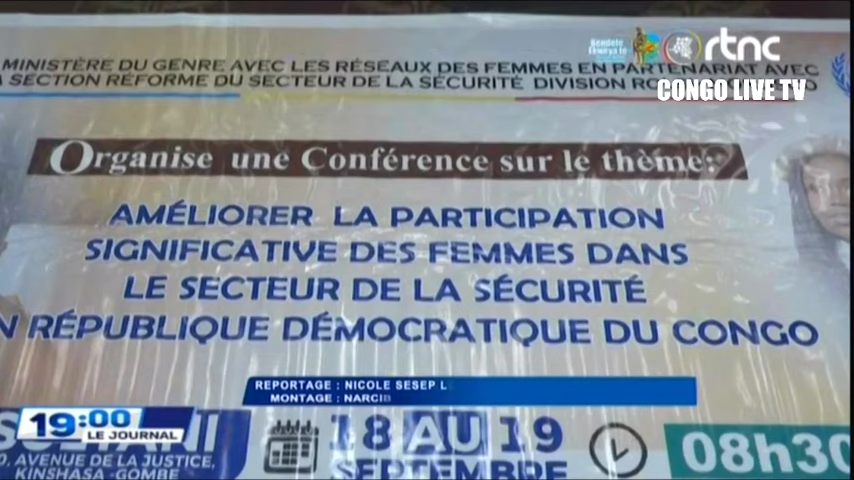 rtnc
CONGO LIVE TV
MINISTÈRE DU GENRE AVEC LES RÉSEAUX DES FEMMES EN PARTENARIAT AVEC
SECTION RÉFORME DU SECTEUR DE LA SÉCURITÉ DIVISION
Organise une Conférence sur le thème:
AMÉLIORER LA PARTICIPATION
SIGNIFICATIVE DES FEMMES DANS
LE SECTEUR DE LA SÉCURITÉ
N RÉPUBLIQUE DÉMOCRATIQUE DU CONGO
REPORTAGE : NICOLE SESEP L
MONTAGE : NARCIB
19:00
LE JOURNAL
18 AU 19
SEPTEMBRE
08h30
AVENUE DE LA JUSTICE,
KINSHASA-GOMBE